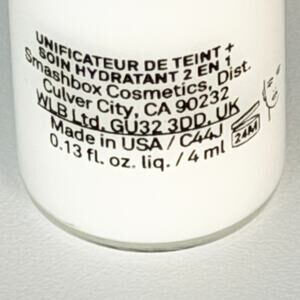 UNIFICATEUR DE TEINT +
SOIN HYDRATANT 2 EN 1
Smashbox Cosmetics, Dist.
Culver City, CA 90232
WLB Ltd. GU32 3DD, UK
Made in USA / C44J
24M
0.13 fl. oz. liq. / 4 ml